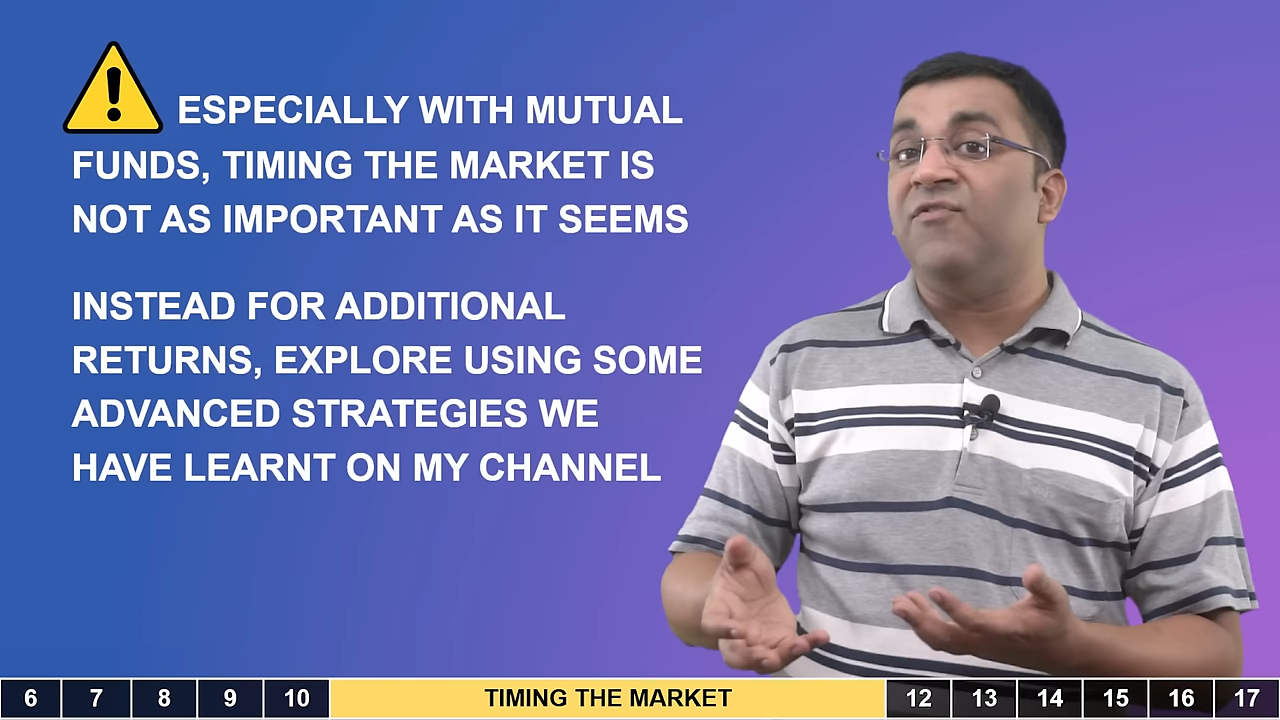 ESPECIALLY WITH MUTUAL
FUNDS, TIMING THE MARKET IS
NOT AS IMPORTANT AS IT SEEMS
INSTEAD FOR ADDITIONAL
RETURNS, EXPLORE USING SOME
ADVANCED STRATEGIES WE
HAVE LEARNT ON MY CHANNEL
6 7 8 9 10 TIMING THE MARKET 12 13 14 15 16 17